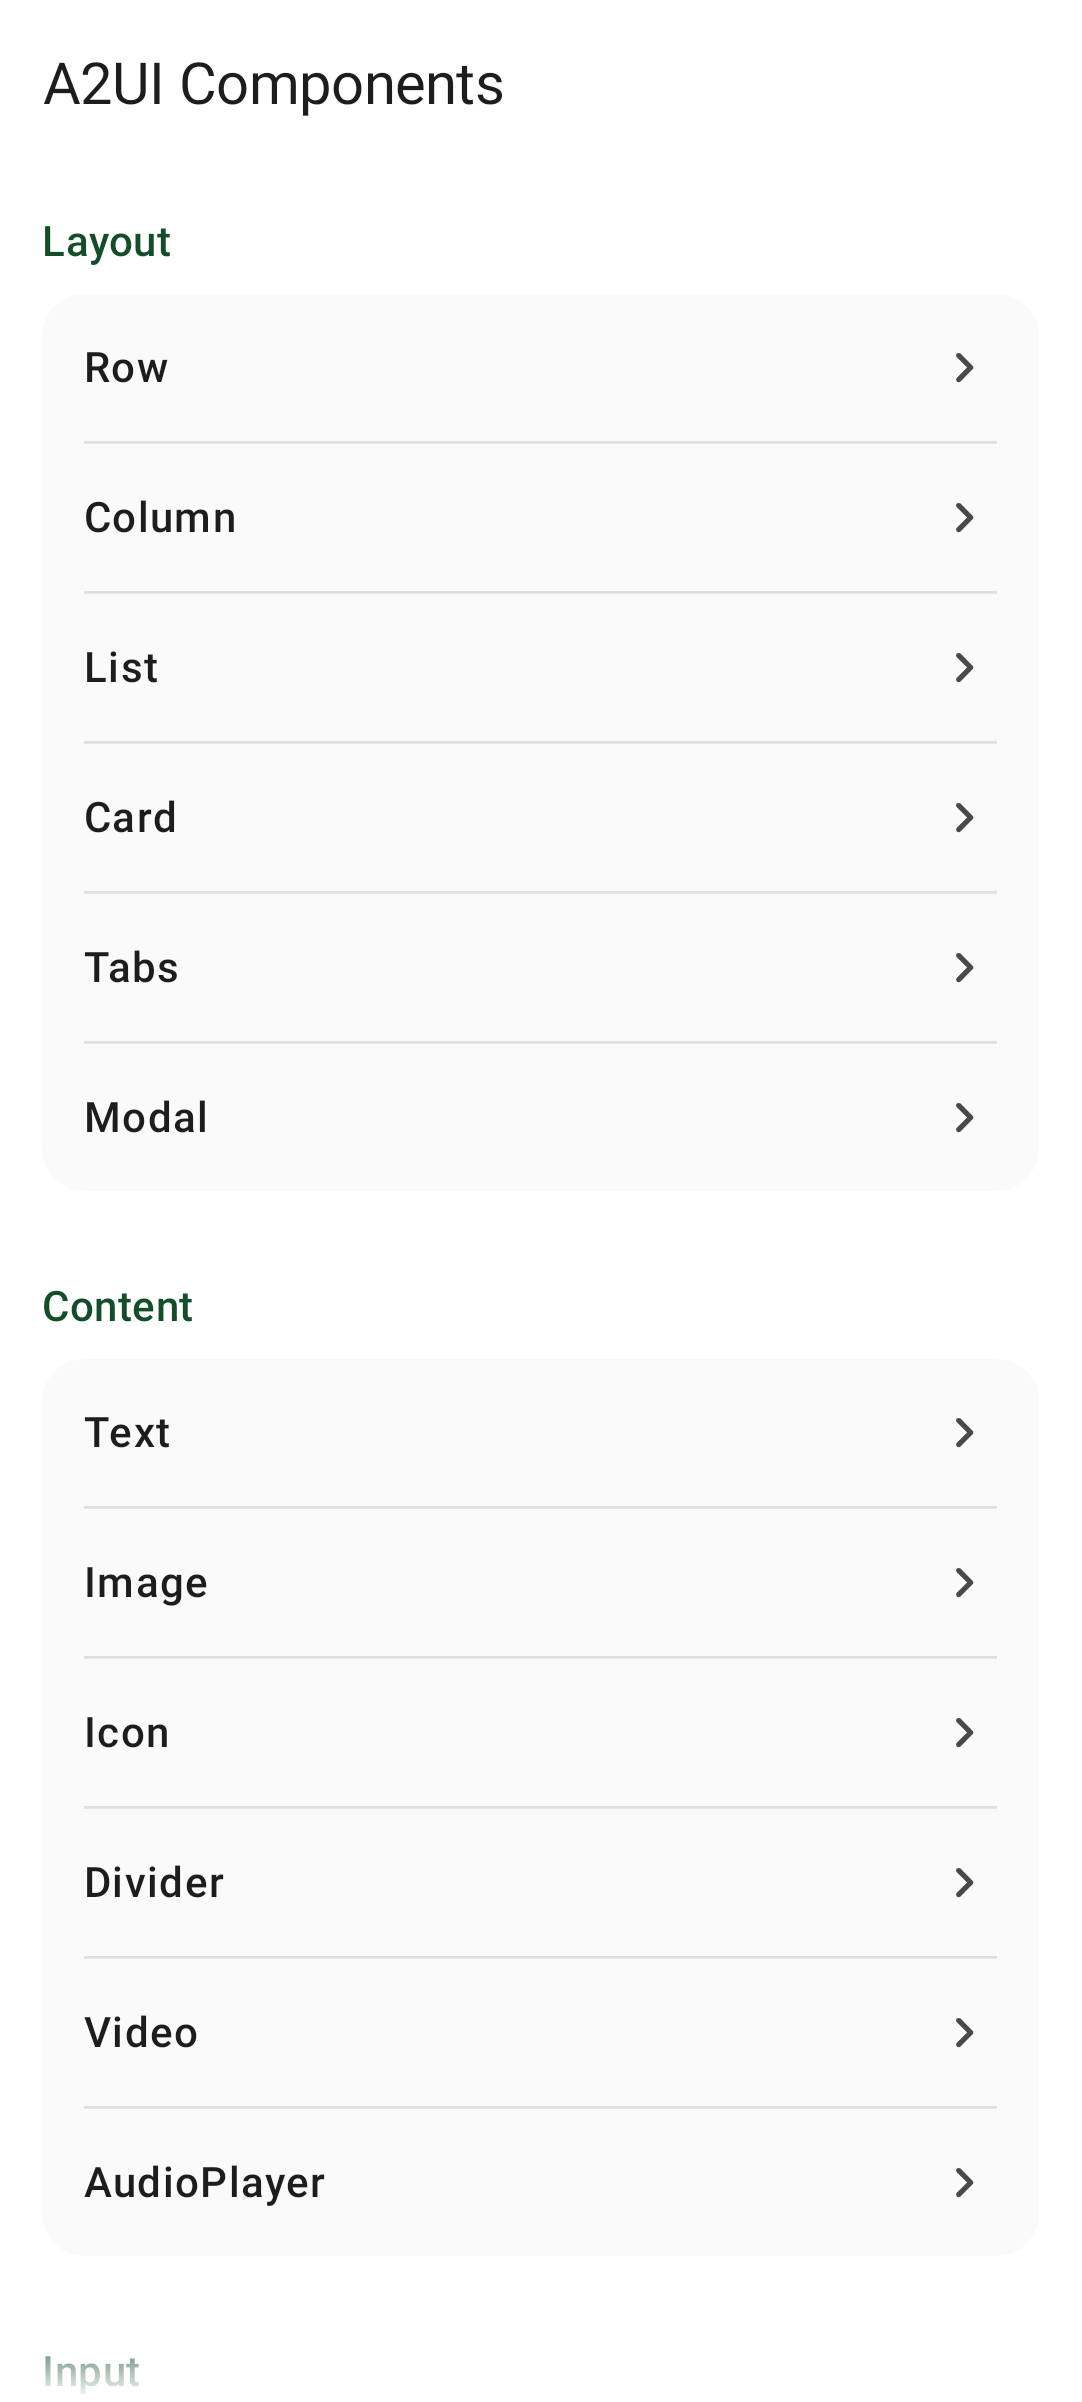 A2UI Components
Layout
Row
Column
List
Card
Tabs
Modal
Content
Text
Image
Icon
Divider
Video
AudioPlayer
Input